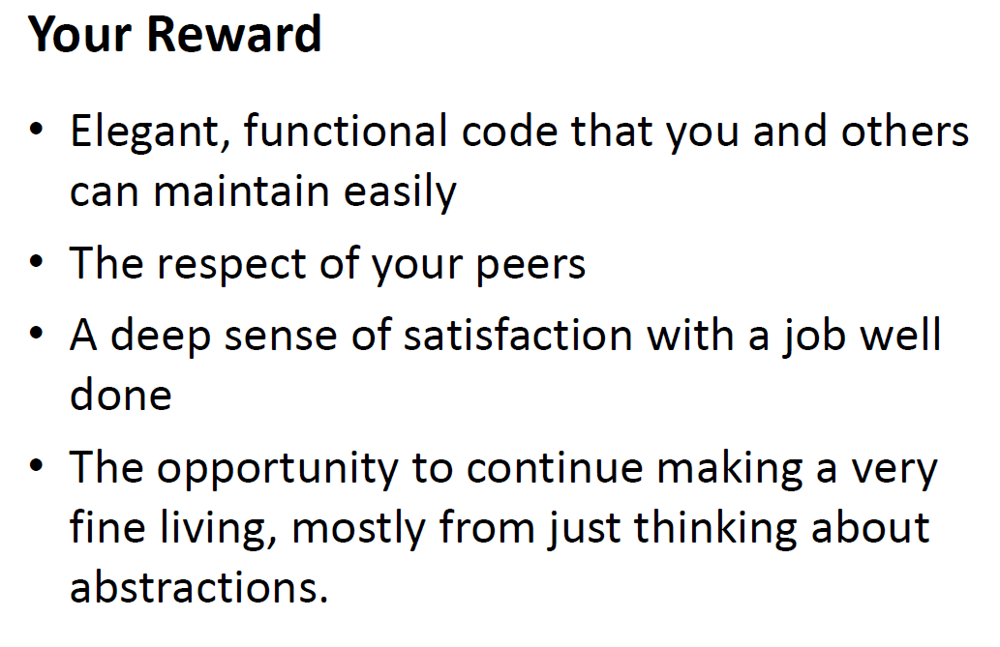 Your Reward
• Elegant, functional code that you and others
can maintain easily
• The respect of your peers
• A deep sense of satisfaction with a job well
done
• The opportunity to continue making a very
fine living, mostly from just thinking about
abstractions.